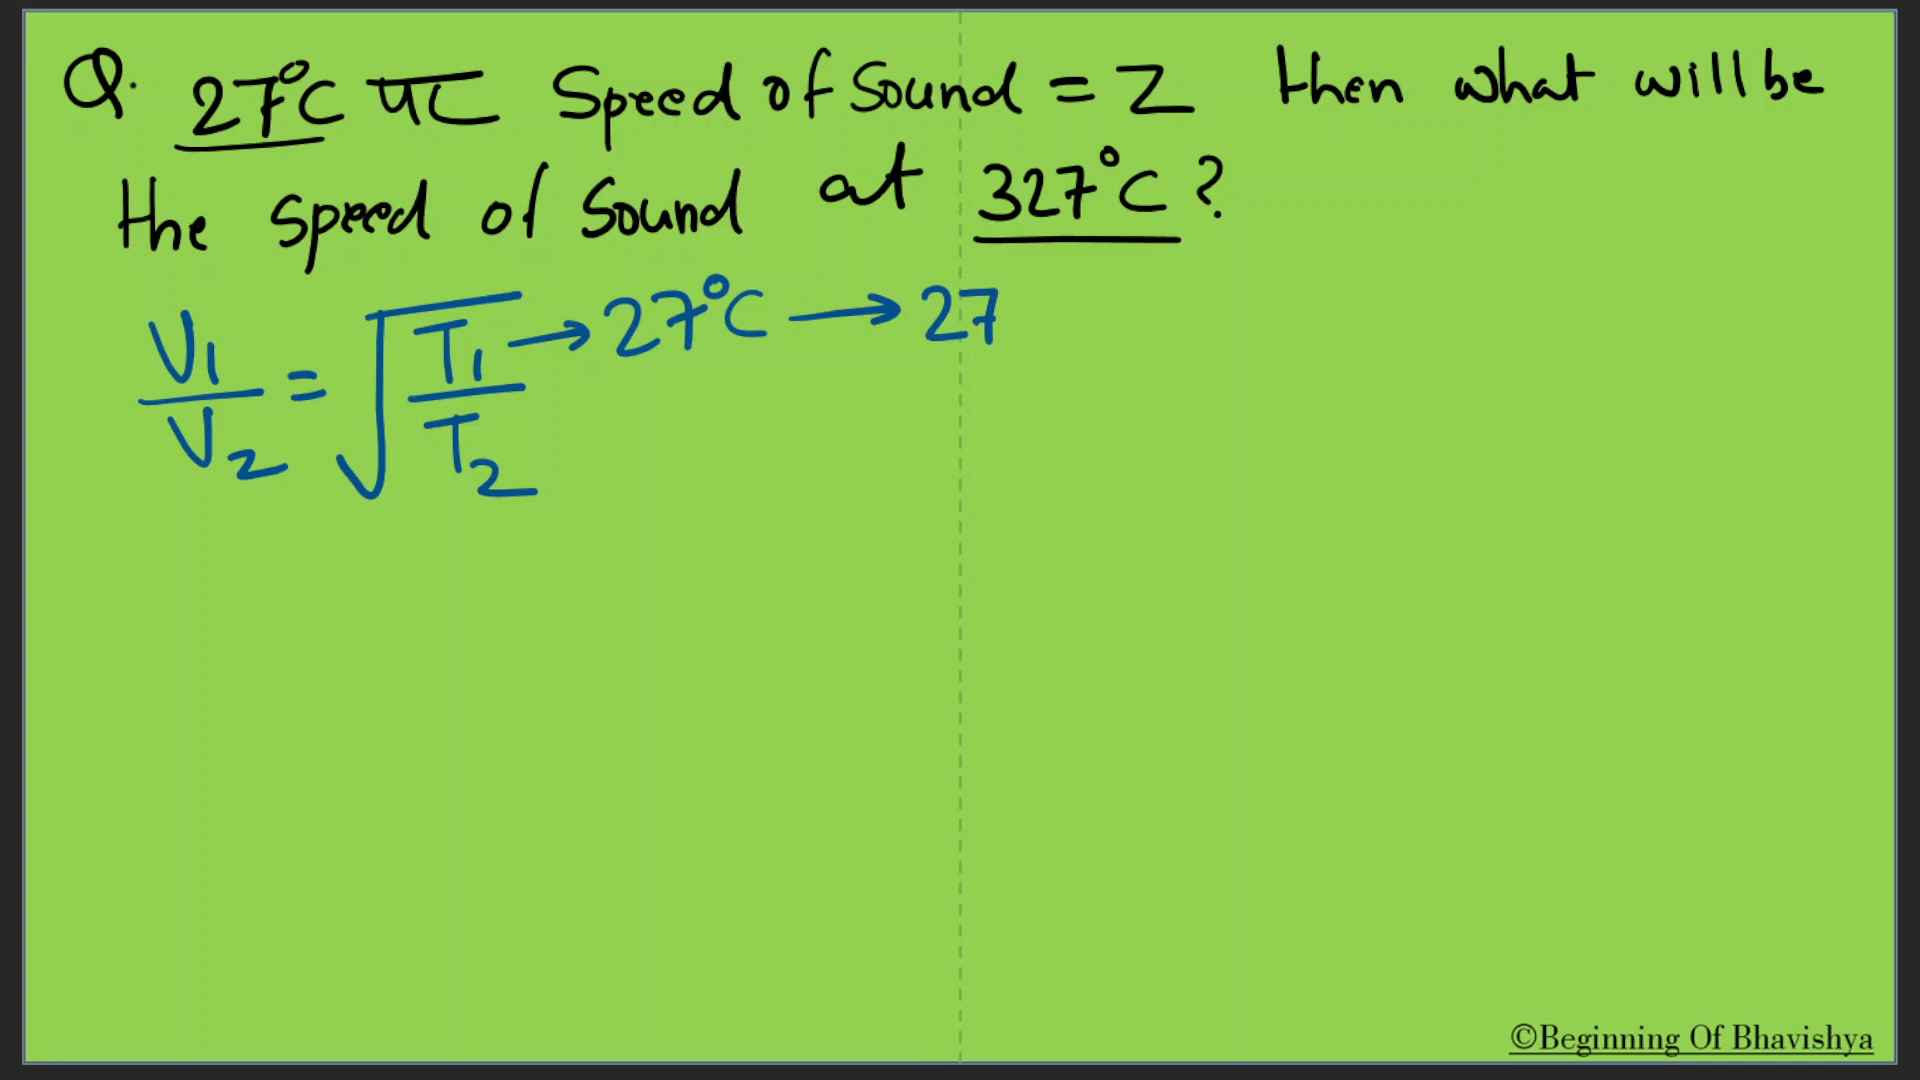 Q. 27°C पर Speed of Sound = Z then what will be
the speed of Sound at 327°C ?
V1/V2 = √(T1/T2) → 27°C → 27
©Beginning Of Bhavishya